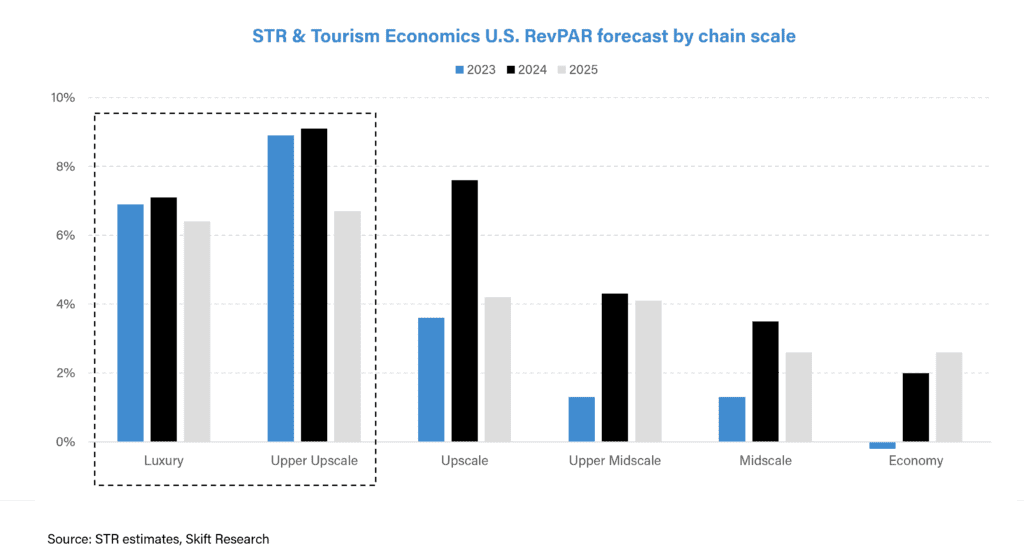 STR & Tourism Economics U.S. RevPAR forecast by chain scale
2023 2024 2025
10%
8%
6%
4%
2%
0%
Luxury Upper Upscale Upscale Upper Midscale Midscale Economy
Source: STR estimates, Skift Research